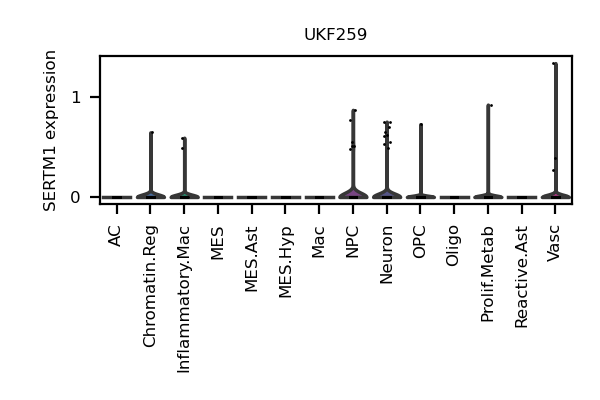 UKF259
SERTM1 expression
1
0
AC
Chromatin.Reg
Inflammatory.Mac
MES
MES.Ast
MES.Hyp
Mac
NPC
Neuron
OPC
Oligo
Prolif.Metab
Reactive.Ast
Vasc